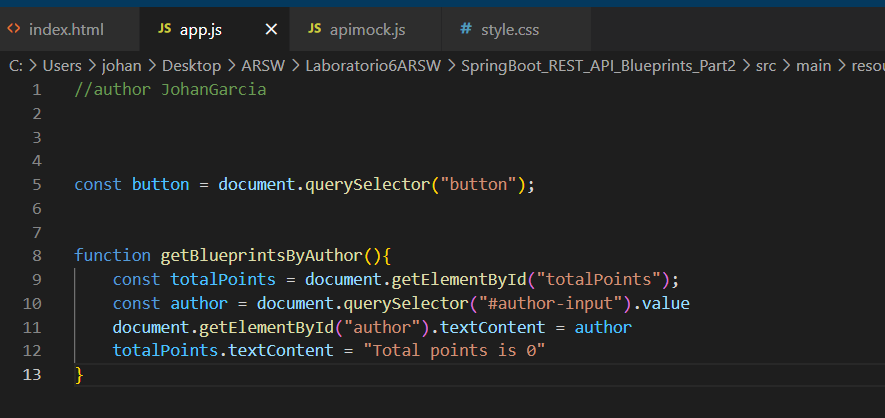 <> index.html JS app.js × JS apimock.js # style.css
C: > Users > johan > Desktop > ARSW > Laboratorio6ARSW > SpringBoot_REST_API_Blueprints_Part2 > src > main > resou
1 //author JohanGarcia
2
3
4
5 const button = document.querySelector("button");
6
7
8 function getBlueprintsByAuthor(){
9 const totalPoints = document.getElementById("totalPoints");
10 const author = document.querySelector("#author-input").value
11 document.getElementById("author").textContent = author
12 totalPoints.textContent = "Total points is 0"
13 }